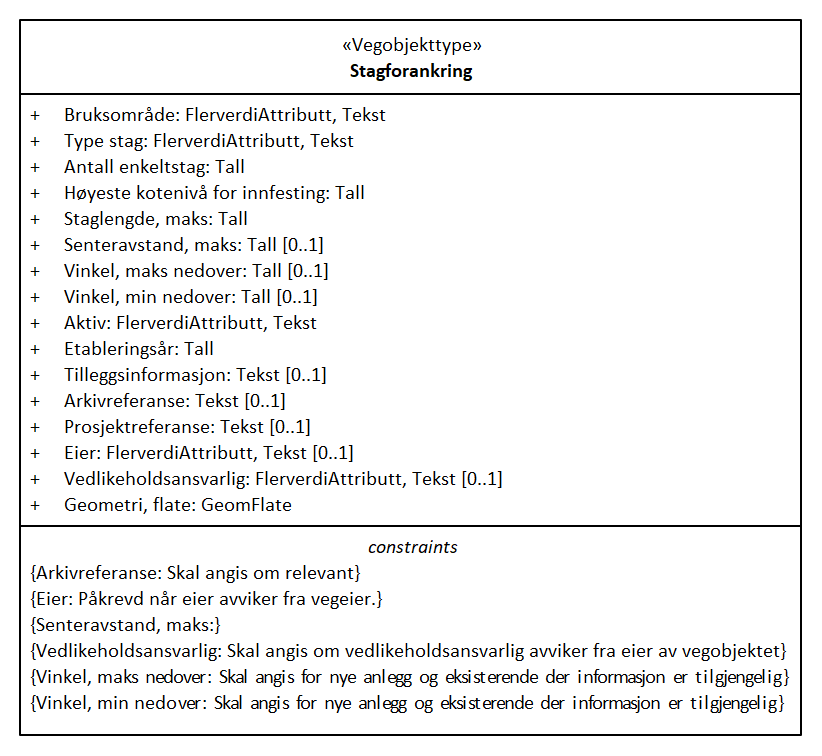 «Vegobjekttype»
Stagforankring
+ Bruksområde: FlerverdiAttributt, Tekst
+ Type stag: FlerverdiAttributt, Tekst
+ Antall enkeltstag: Tall
+ Høyeste kotenivå for innfesting: Tall
+ Staglengde, maks: Tall
+ Senteravstand, maks: Tall [0..1]
+ Vinkel, maks nedover: Tall [0..1]
+ Vinkel, min nedover: Tall [0..1]
+ Aktiv: FlerverdiAttributt, Tekst
+ Etableringsår: Tall
+ Tilleggsinformasjon: Tekst [0..1]
+ Arkivreferanse: Tekst [0..1]
+ Prosjektreferanse: Tekst [0..1]
+ Eier: FlerverdiAttributt, Tekst [0..1]
+ Vedlikeholdsansvarlig: FlerverdiAttributt, Tekst [0..1]
+ Geometri, flate: GeomFlate
constraints
{Arkivreferanse: Skal angis om relevant}
{Eier: Påkrevd når eier avviker fra vegeier.}
{Senteravstand, maks:}
{Vedlikeholdsansvarlig: Skal angis om vedlikeholdsansvarlig avviker fra eier av vegobjektet}
{Vinkel, maks nedover: Skal angis for nye anlegg og eksisterende der informasjon er tilgjengelig}
{Vinkel, min nedover: Skal angis for nye anlegg og eksisterende der informasjon er tilgjengelig}